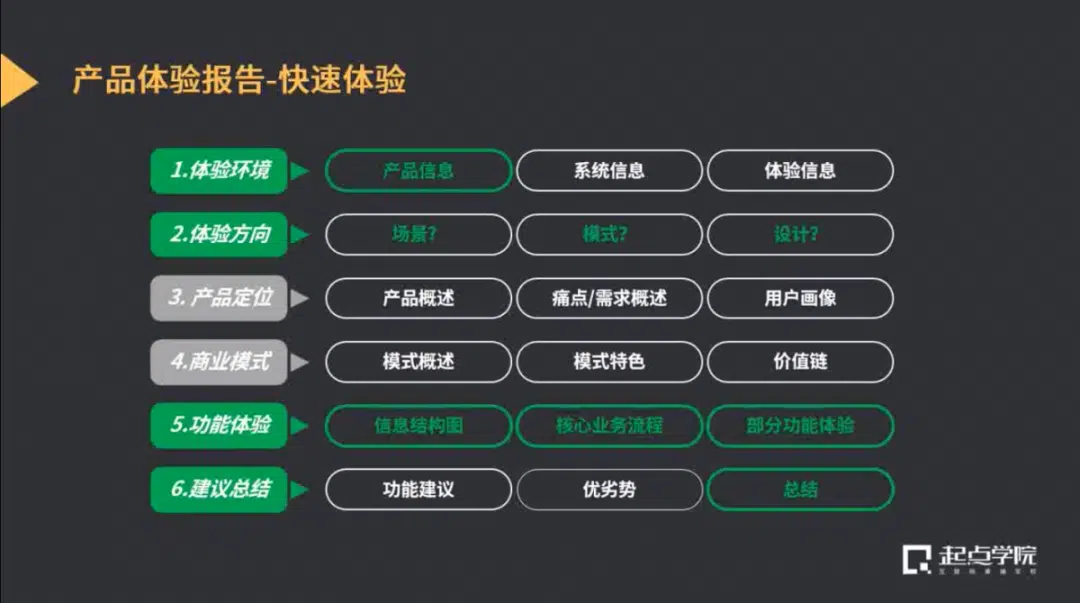 产品体验报告-快速体验
1.体验环境 产品信息 系统信息 体验信息
2.体验方向 场景? 模式? 设计?
3. 产品定位 产品概述 痛点/需求概述 用户画像
4.商业模式 模式概述 模式特色 价值链
5.功能体验 信息结构图 核心业务流程 部分功能体验
6.建议总结 功能建议 优劣势 总结
起点学院